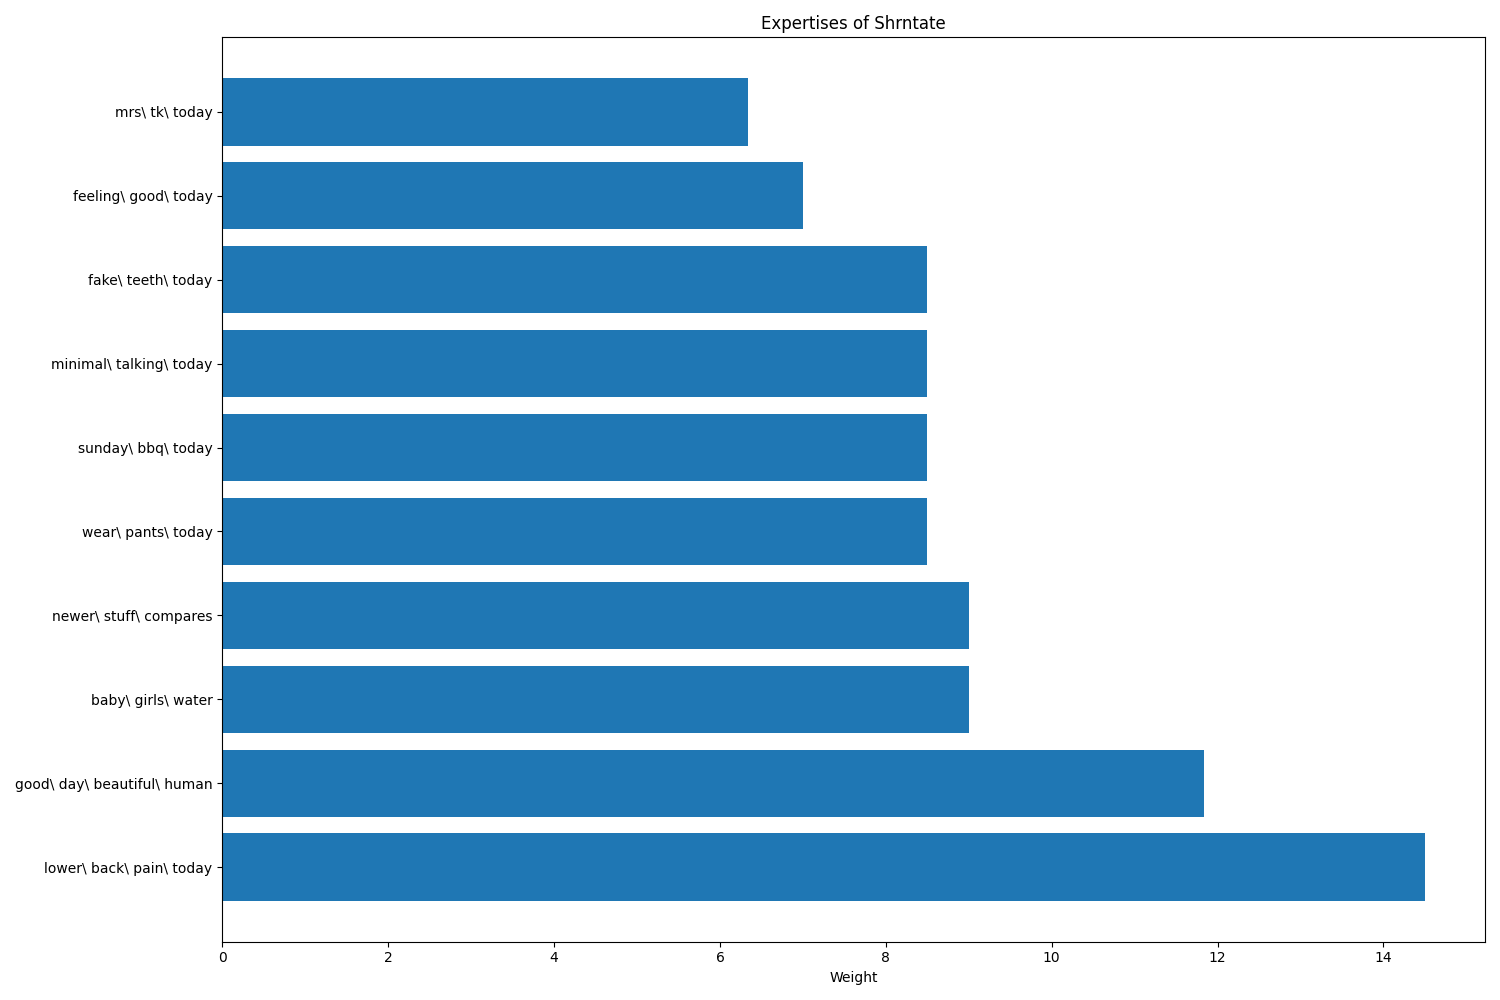 Expertises of Shrntate
mrs\ tk\ today
feeling\ good\ today
fake\ teeth\ today
minimal\ talking\ today
sunday\ bbq\ today
wear\ pants\ today
newer\ stuff\ compares
baby\ girls\ water
good\ day\ beautiful\ human
lower\ back\ pain\ today
0 2 4 6 8 10 12 14
Weight